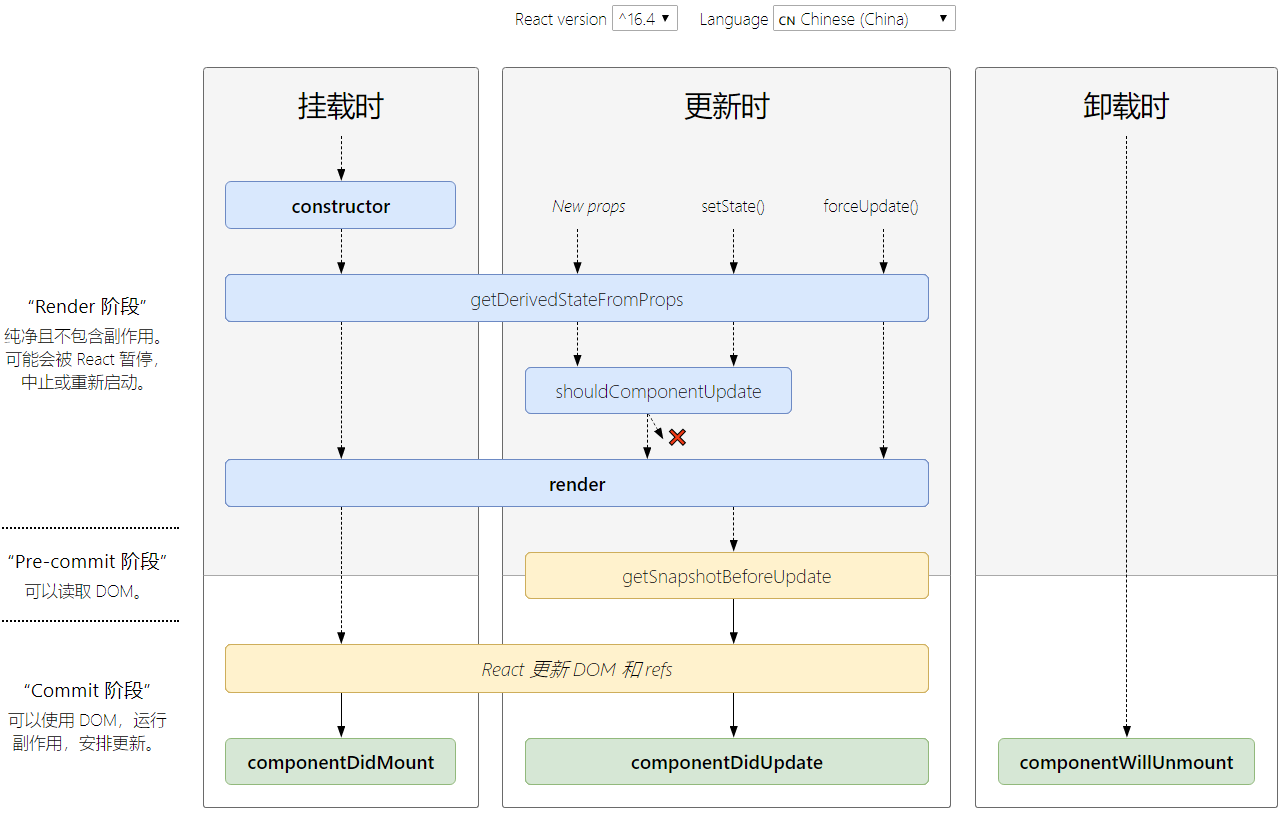 React version ^16.4 Language CN Chinese (China)
挂载时 更新时 卸载时
constructor
New props setState() forceUpdate()
getDerivedStateFromProps
“Render 阶段”
纯净且不包含副作用。
可能会被 React 暂停，
中止或重新启动。
shouldComponentUpdate
render
“Pre-commit 阶段”
可以读取 DOM。
getSnapshotBeforeUpdate
React 更新 DOM 和 refs
“Commit 阶段”
可以使用 DOM，运行
副作用，安排更新。
componentDidMount componentDidUpdate componentWillUnmount